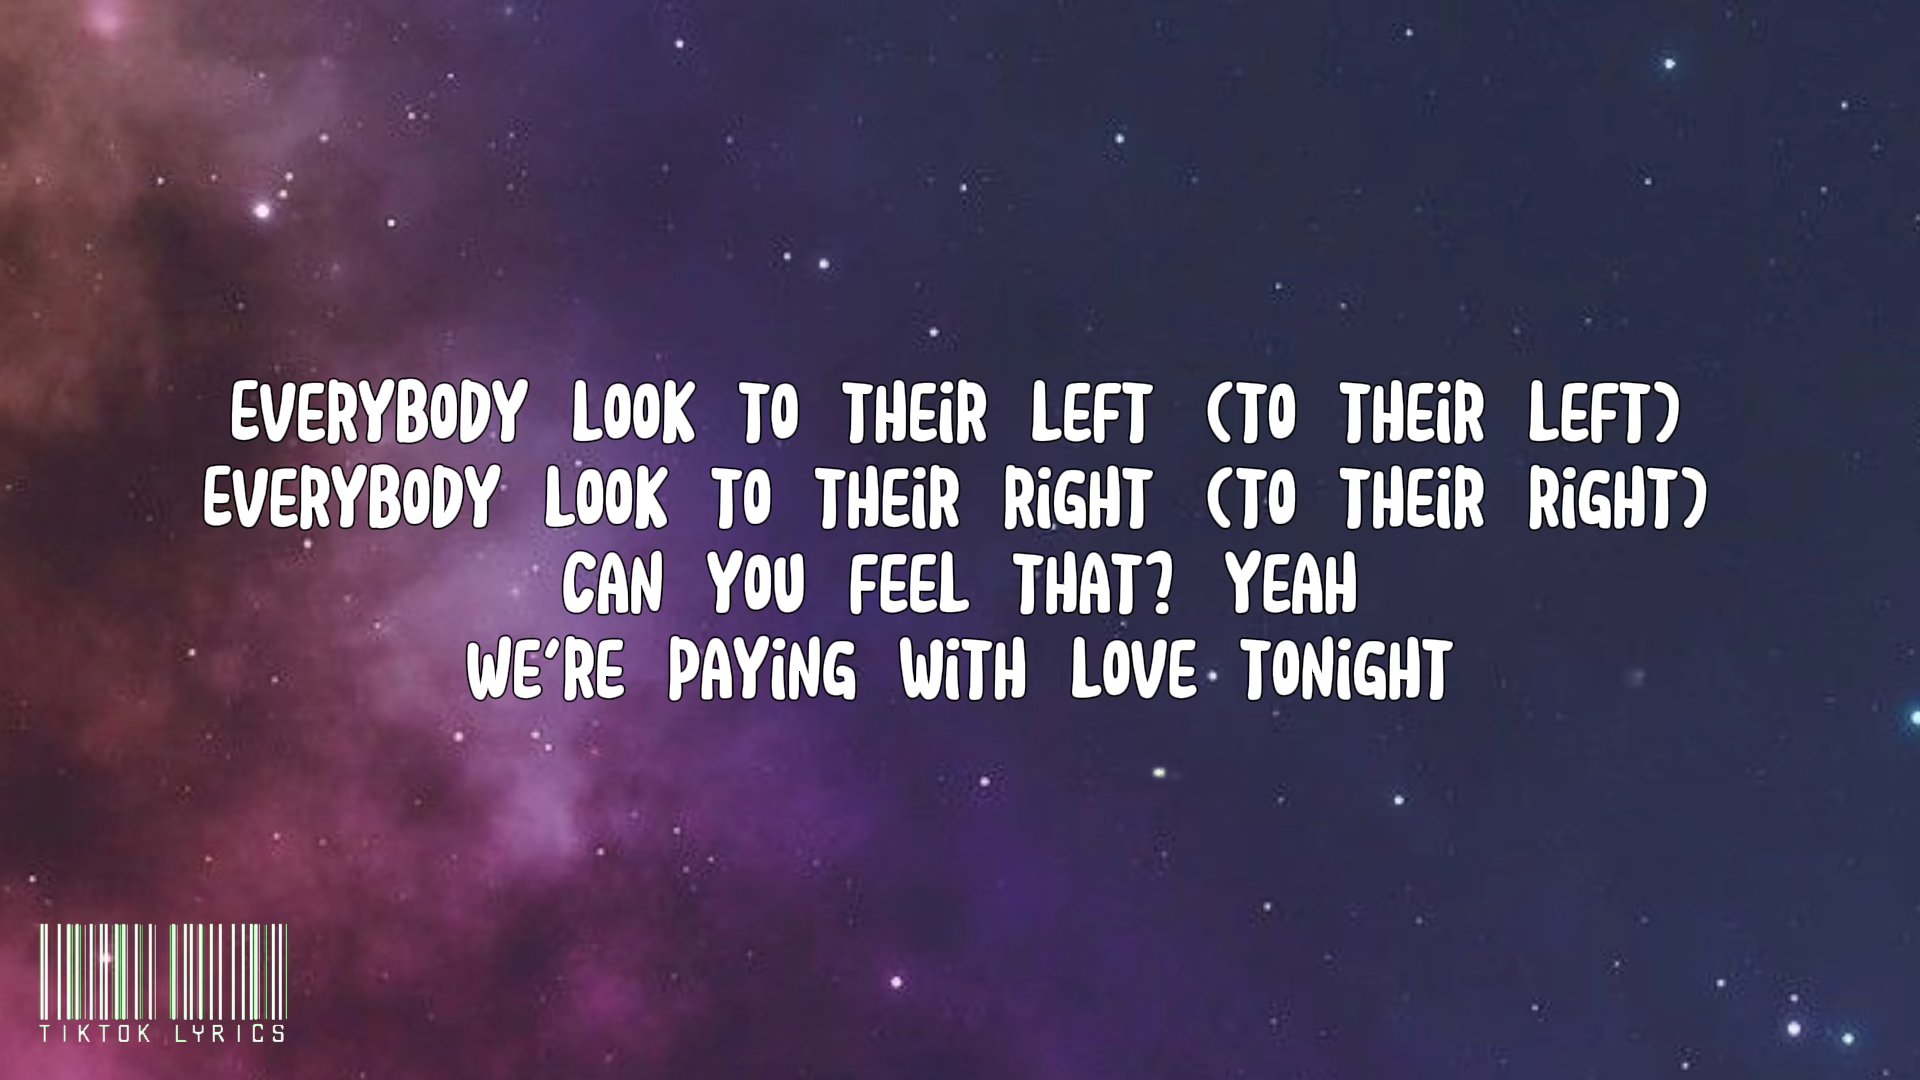 EVERYBODY LOOK TO THEIR LEFT (TO THEIR LEFT)
EVERYBODY LOOK TO THEIR RIGHT (TO THEIR RIGHT)
CAN YOU FEEL THAT? YEAH
WE'RE PAYING WITH LOVE TONIGHT
TIKTOK LYRICS